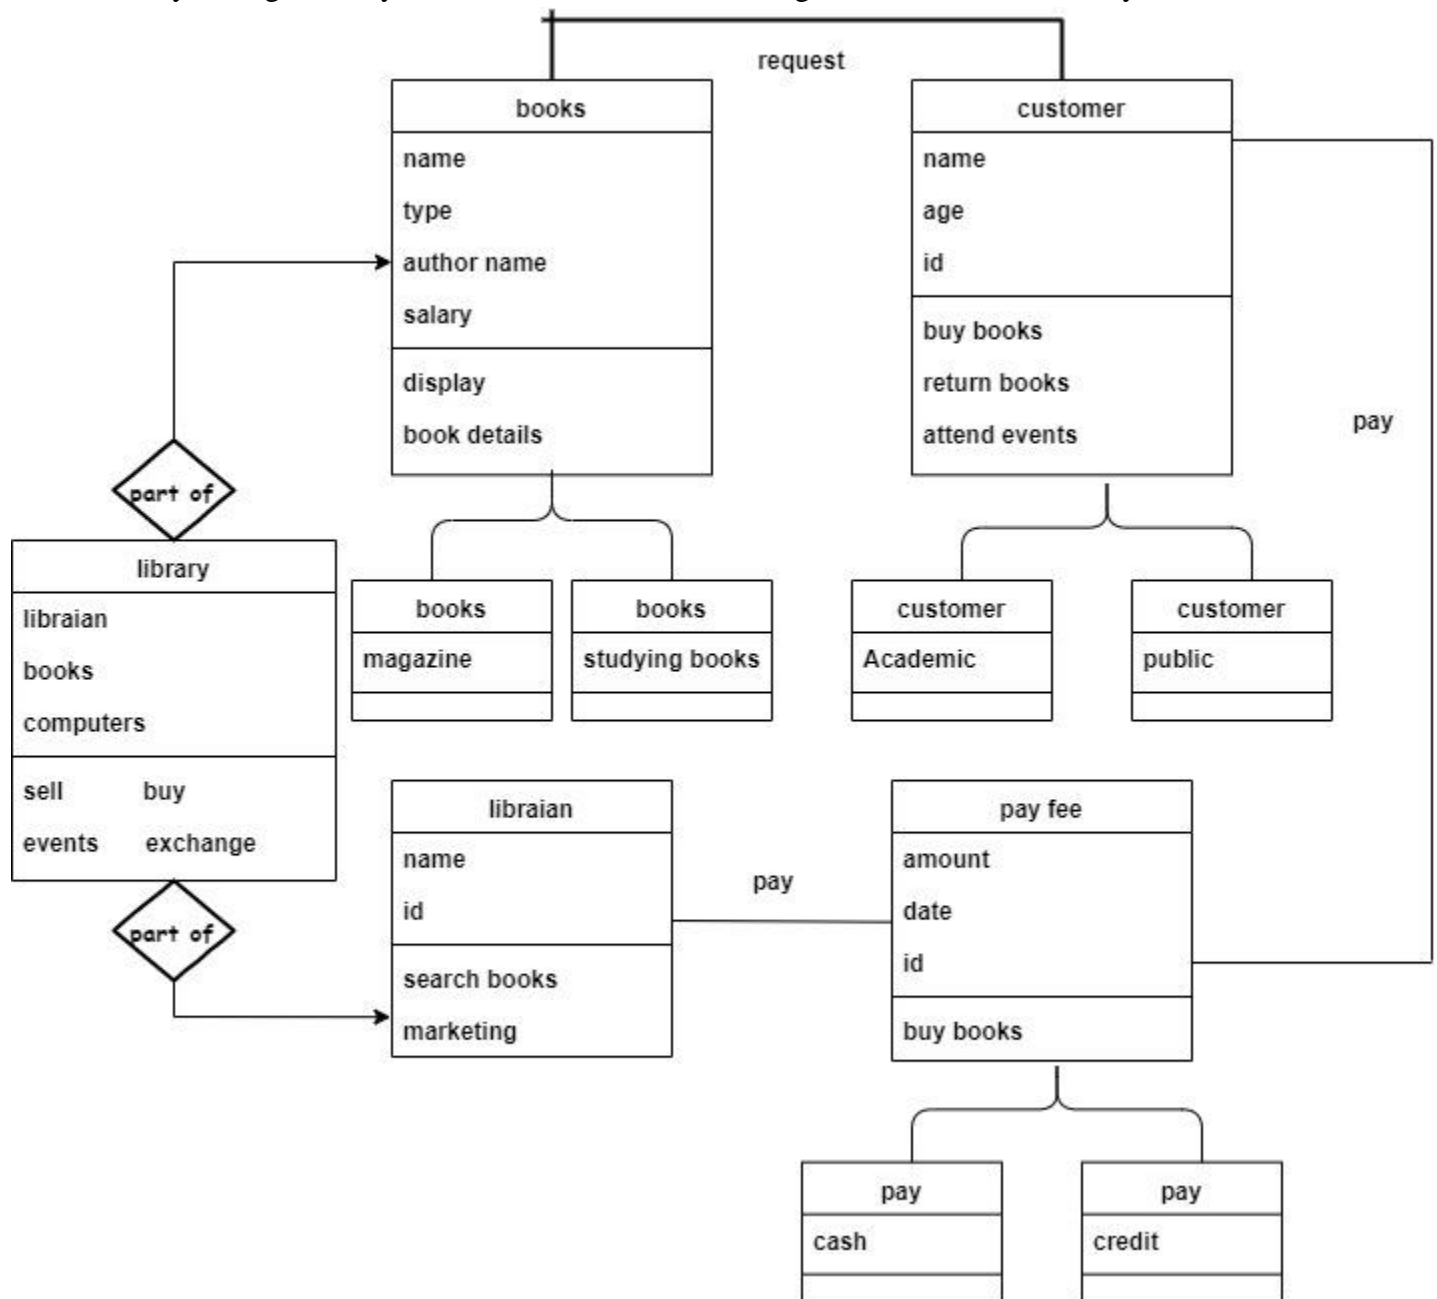 request
books
name
type
author name
salary
display
book details
customer
name
age
id
buy books
return books
attend events
pay
part of
library
libraian
books
computers
sell buy
events exchange
part of
books
magazine
books
studying books
customer
Academic
customer
public
libraian
name
id
search books
marketing
pay
pay fee
amount
date
id
buy books
pay
cash
pay
credit